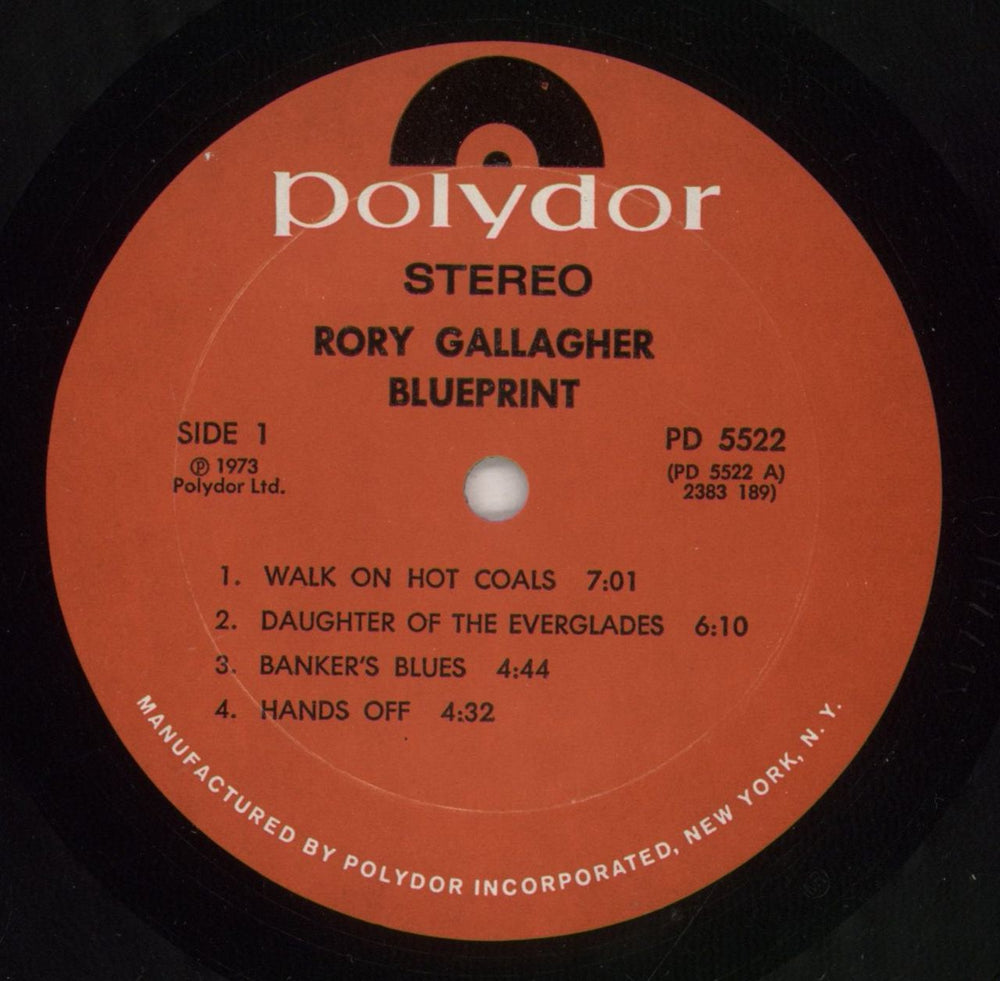 polydor
STEREO
RORY GALLAGHER
BLUEPRINT
SIDE 1
℗ 1973
Polydor Ltd.
PD 5522
(PD 5522 A)
2383 189)
1. WALK ON HOT COALS 7:01
2. DAUGHTER OF THE EVERGLADES 6:10
3. BANKER'S BLUES 4:44
4. HANDS OFF 4:32
MANUFACTURED BY POLYDOR INCORPORATED, NEW YORK, N. Y.